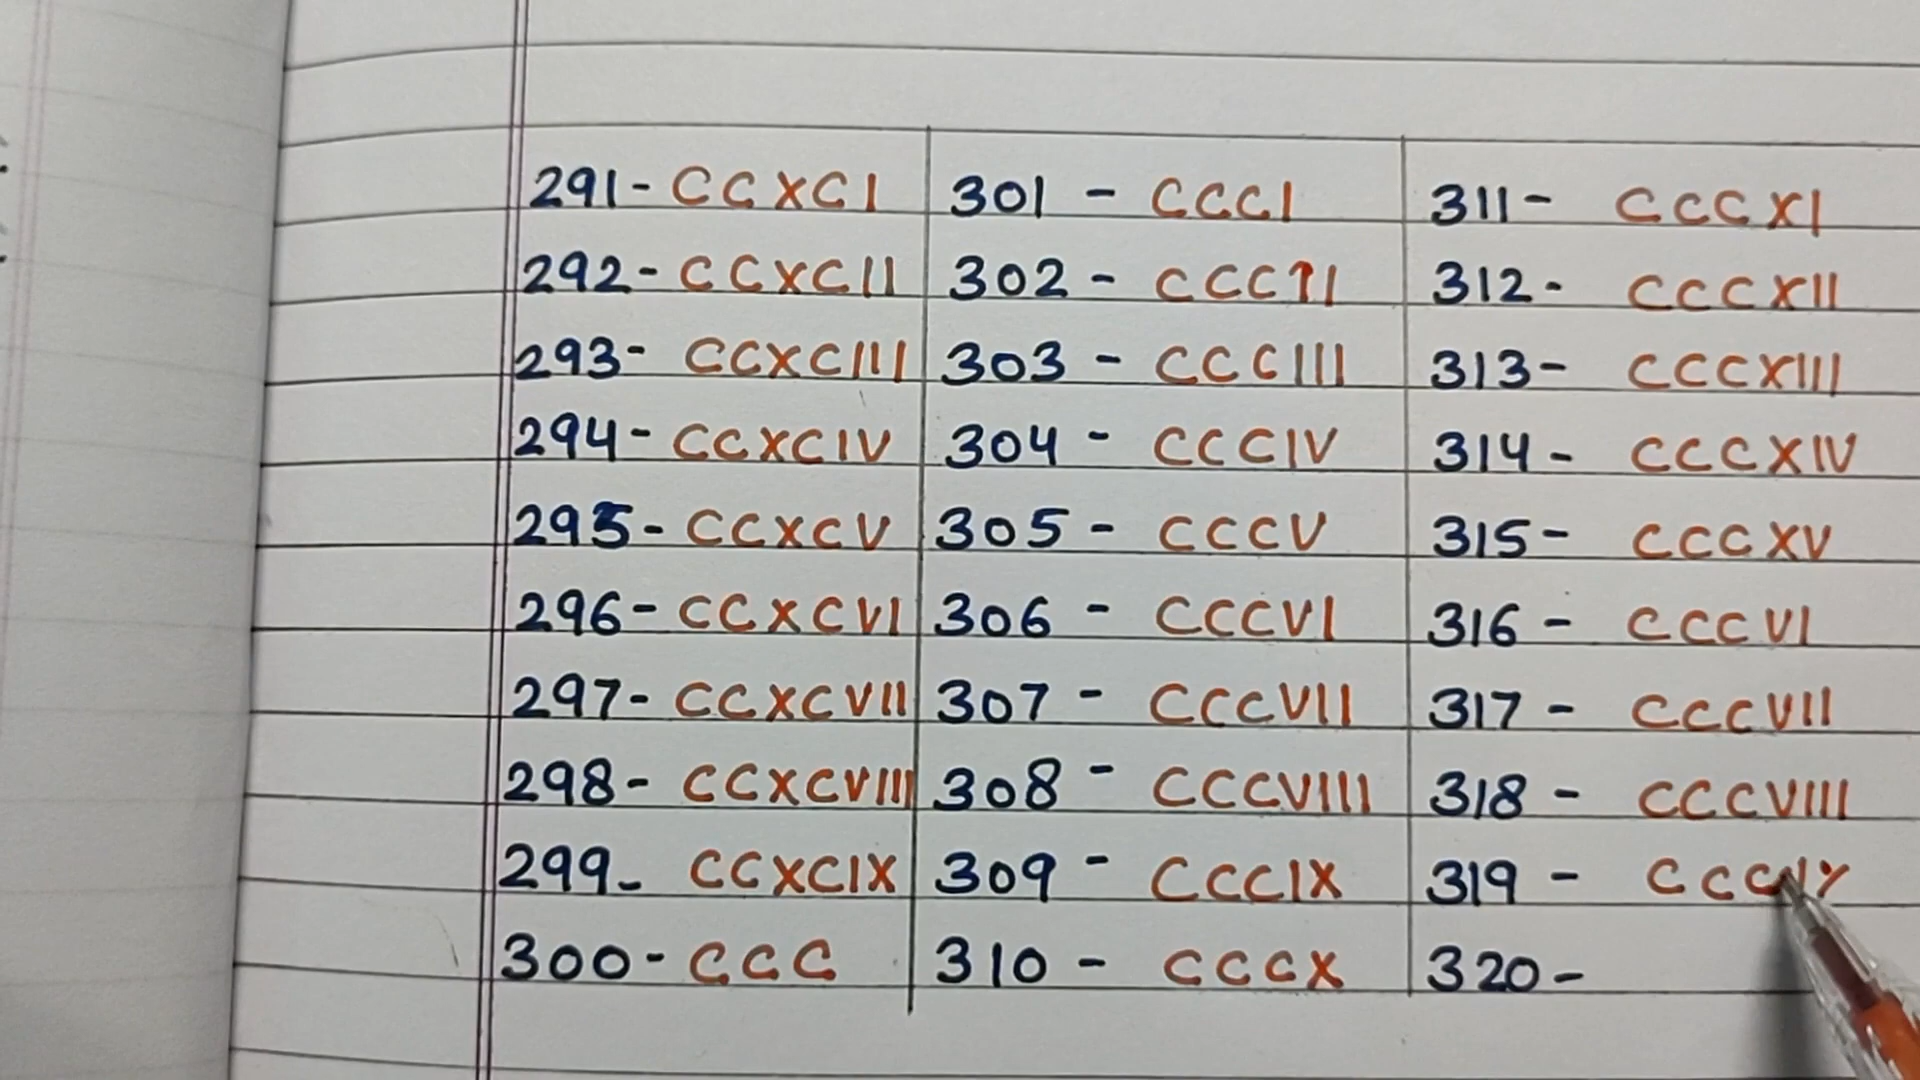 291- CCXCI
292- CCXCII
293- CCXCIII
294- CCXCIV
295- CCXCV
296- CCXCVI
297- CCXCVII
298- CCXCVIII
299- CCXCIX
300- CCC
301 - CCCI
302 - CCCII
303 - CCCIII
304 - CCCIV
305 - CCCV
306 - CCCVI
307 - CCCVII
308 - CCCVIII
309 - CCCIX
310 - CCCX
311- CCCXI
312- CCCXII
313- CCCXIII
314- CCCXIV
315- CCCXV
316- CCCVI
317- CCCVII
318- CCCVIII
319 - CCCIX
320-